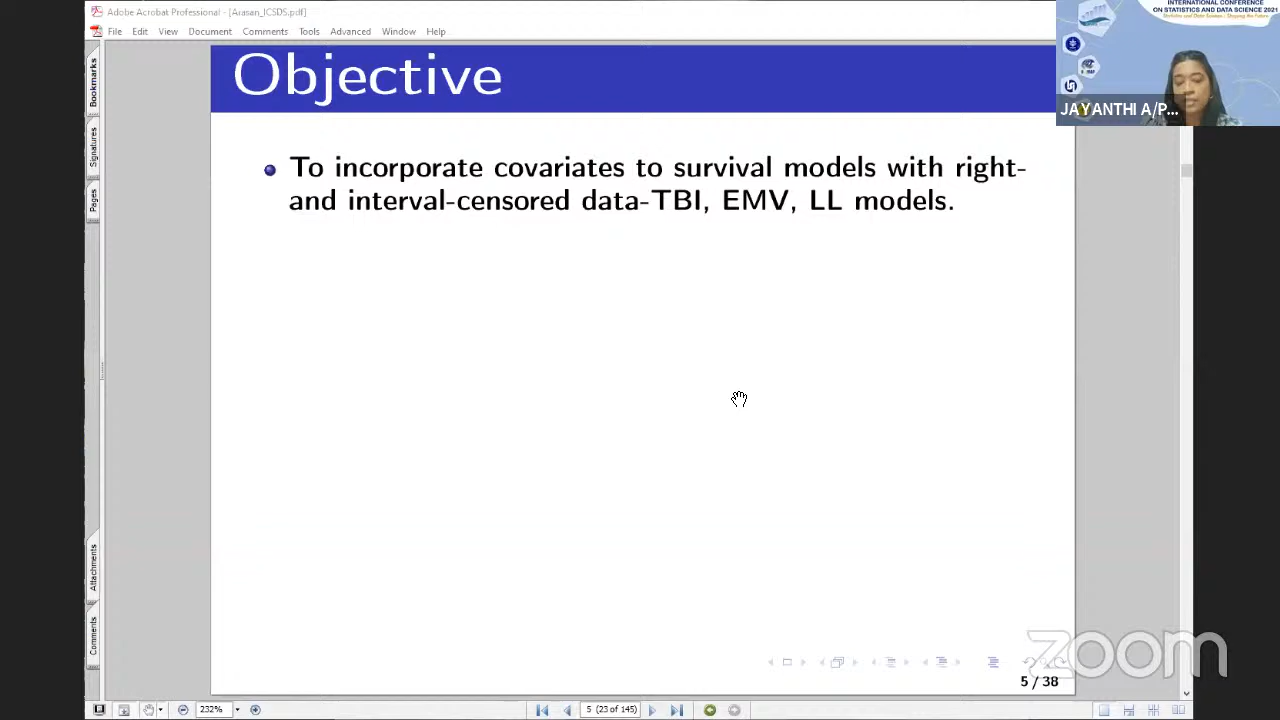 Adobe Acrobat Professional - [Arasan_ICSDS.pdf]
File Edit View Document Comments Tools Advanced Window Help
INTERNATIONAL CONFERENCE
ON STATISTICS AND DATA SCIENCE 2021
JAYANTHI A/P...
Bookmarks
Signatures
Pages
Attachments
Comments
Objective
To incorporate covariates to survival models with right-
and interval-censored data-TBI, EMV, LL models.
zoom
5 / 38
232%
5 (23 of 145)